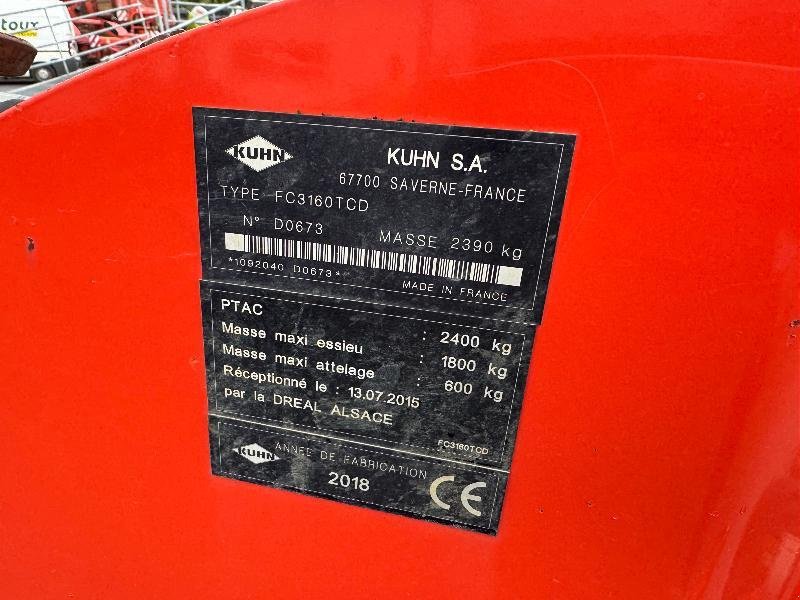 toux
KUHN
KUHN S.A.
67700 SAVERNE-FRANCE
TYPE FC3160TCD
N° D0673
MASSE 2390 kg
*1092040 D0673*
MADE IN FRANCE
PTAC : 2400 kg
Masse maxi essieu : 1800 kg
Masse maxi attelage : 600 kg
Réceptionné le : 13.07.2015
par la DREAL ALSACE
FC3160TCD
KUHN
ANNEE DE FABRICATION
2018
CE